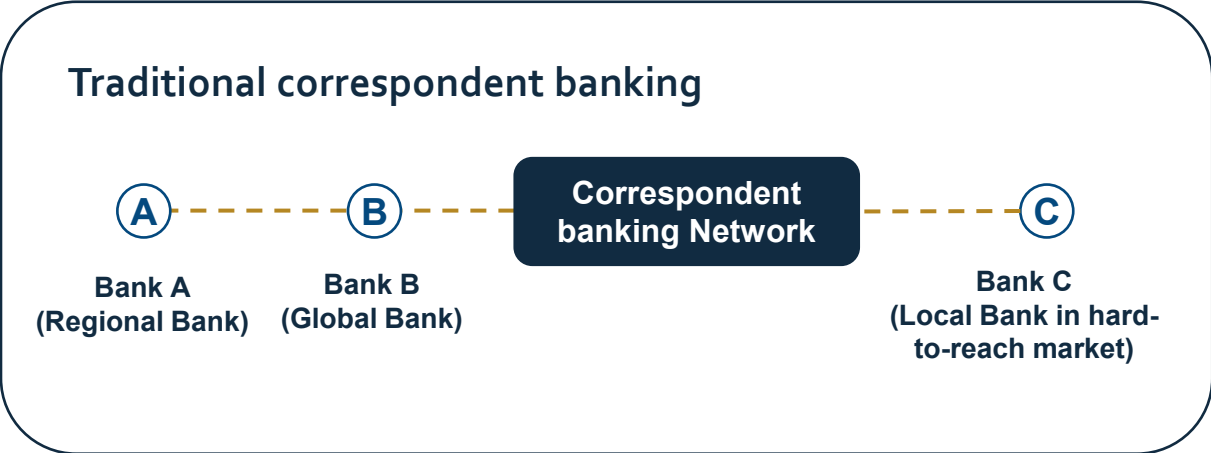 Traditional correspondent banking
A
B
Correspondent
banking Network
C
Bank A
(Regional Bank)
Bank B
(Global Bank)
Bank C
(Local Bank in hard-
to-reach market)